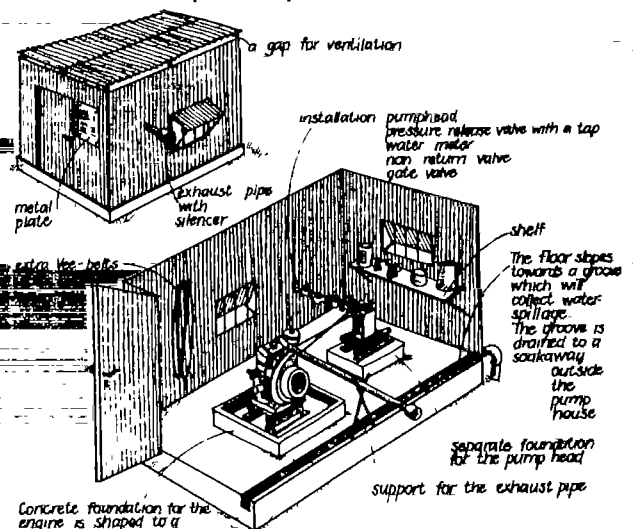 a gap for ventilation
installation pumphead
pressure release valve with a tap
water meter
non return valve
gate valve
exhaust pipe
with
silencer
metal
plate
shelf
extra Vee-belts
The floor slopes
towards a groove
which will
collect water
spillage.
The groove is
drained to a
soakaway
outside
the
pump
house
separate foundation
for the pump head
support for the exhaust pipe
Concrete foundation for the
engine is shaped to a